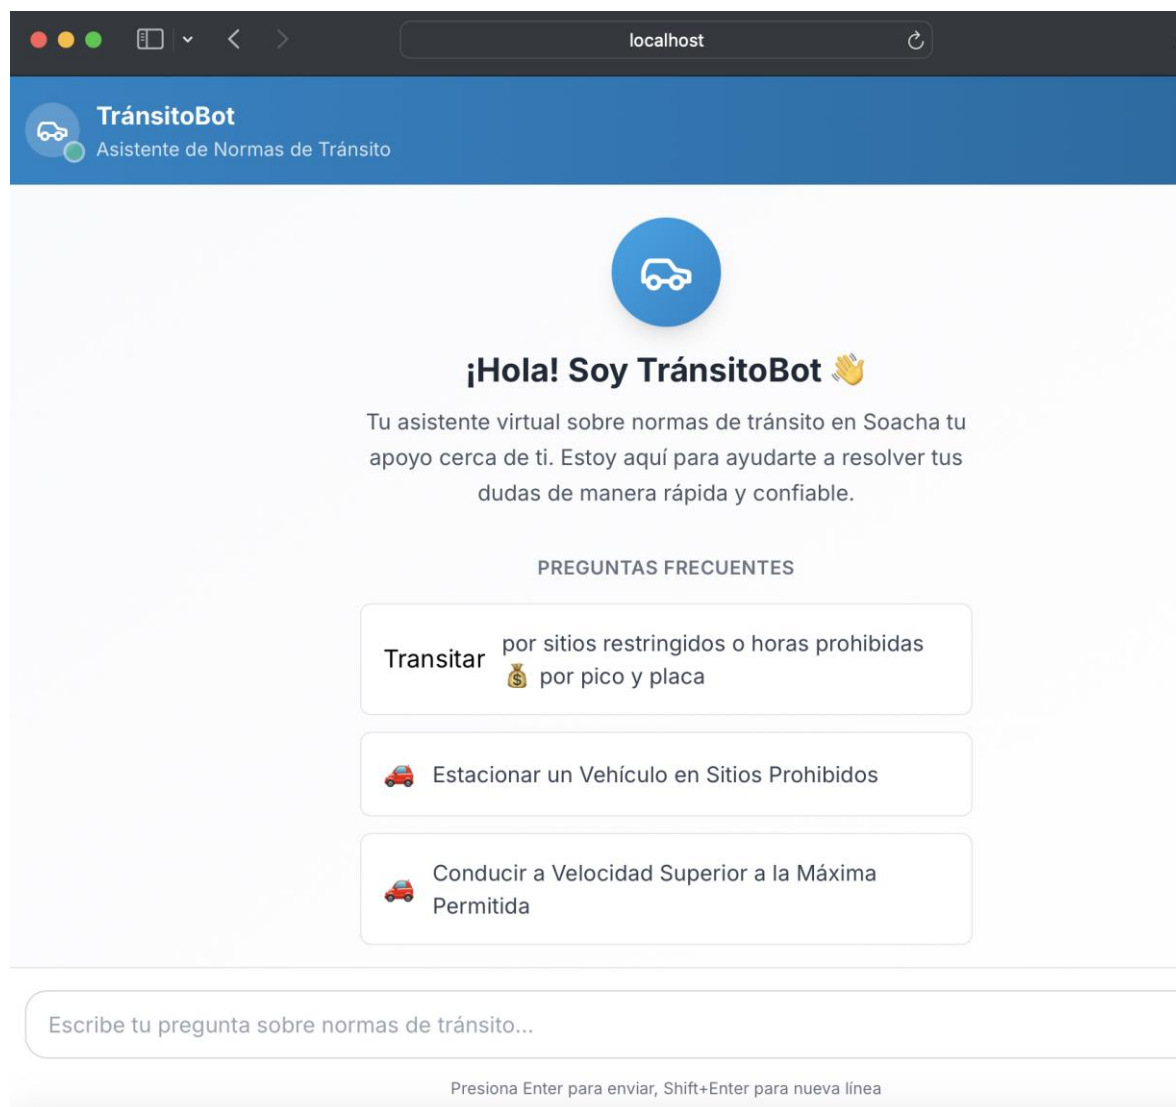 localhost
TránsitoBot
Asistente de Normas de Tránsito
¡Hola! Soy TránsitoBot 👋
Tu asistente virtual sobre normas de tránsito en Soacha tu
apoyo cerca de ti. Estoy aquí para ayudarte a resolver tus
dudas de manera rápida y confiable.
PREGUNTAS FRECUENTES
Transitar por sitios restringidos o horas prohibidas
💰 por pico y placa
🚗 Estacionar un Vehículo en Sitios Prohibidos
🚗 Conducir a Velocidad Superior a la Máxima
Permitida
Escribe tu pregunta sobre normas de tránsito...
Presiona Enter para enviar, Shift+Enter para nueva línea